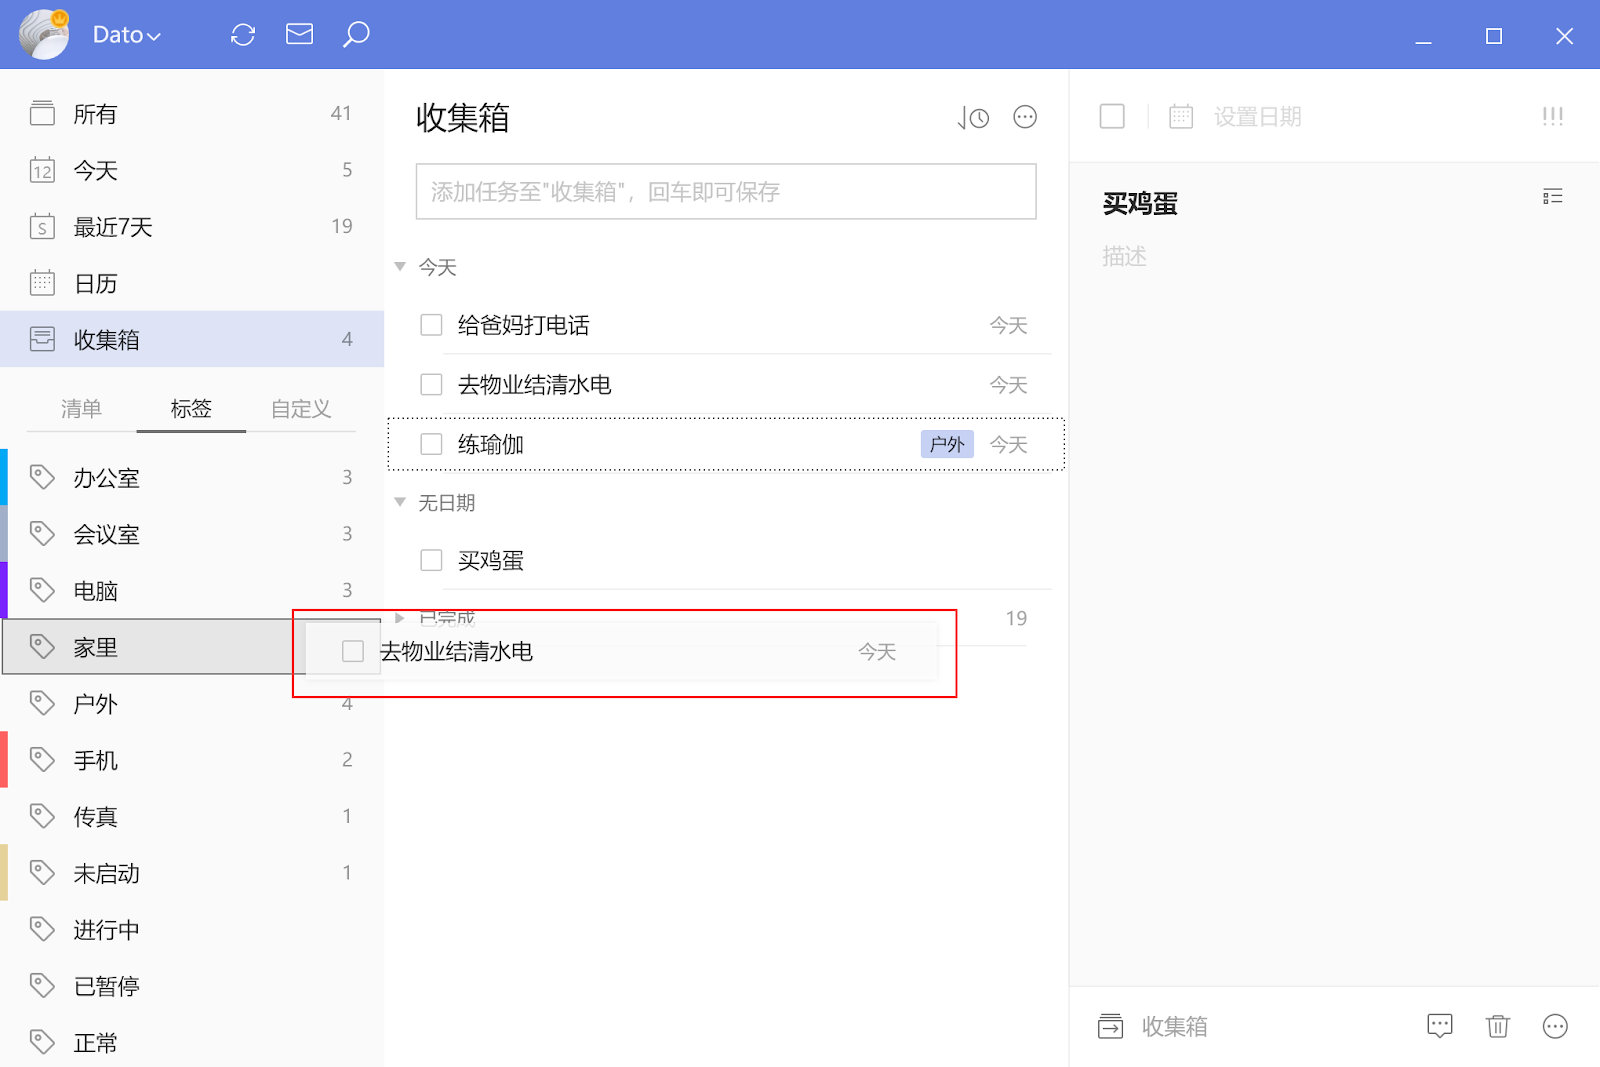 Dato
所有 41
12 今天 5
S 最近7天 19
日历
收集箱 4
清单 标签 自定义
办公室 3
会议室 3
电脑 3
家里
户外 4
手机 2
传真 1
未启动 1
进行中
已暂停
正常
收集箱
添加任务至"收集箱"，回车即可保存
今天
给爸妈打电话 今天
去物业结清水电 今天
练瑜伽 户外 今天
无日期
买鸡蛋
已完成 19
去物业结清水电 今天
设置日期 !!!
买鸡蛋
描述
收集箱